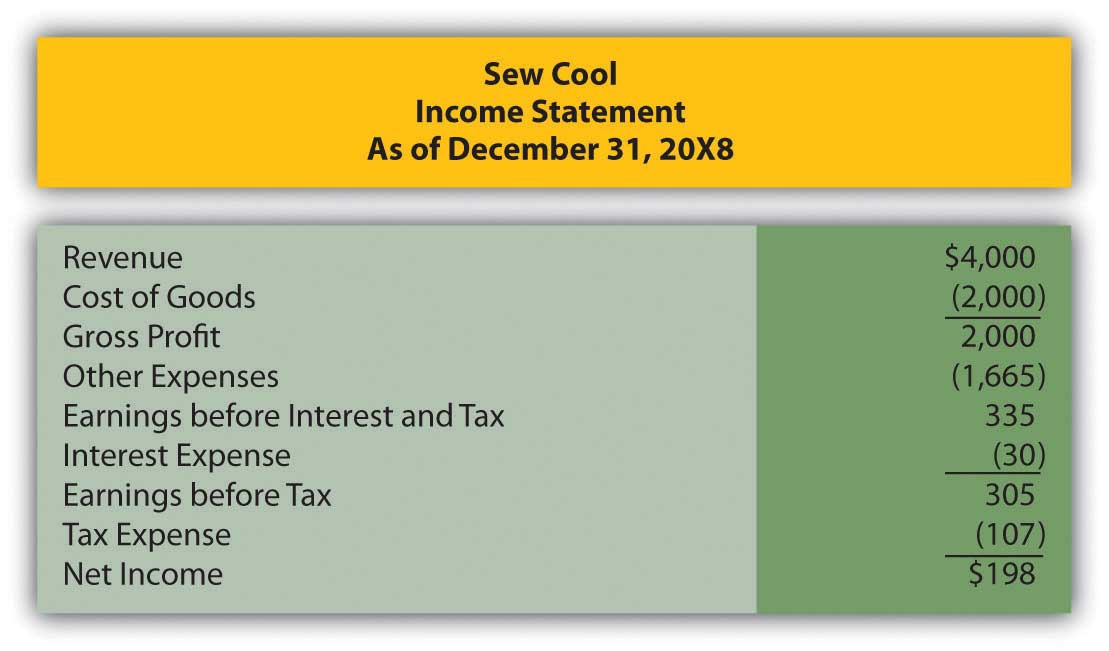 Sew Cool
Income Statement
As of December 31, 20X8
Revenue $4,000
Cost of Goods (2,000)
Gross Profit 2,000
Other Expenses (1,665)
Earnings before Interest and Tax 335
Interest Expense (30)
Earnings before Tax 305
Tax Expense (107)
Net Income $198